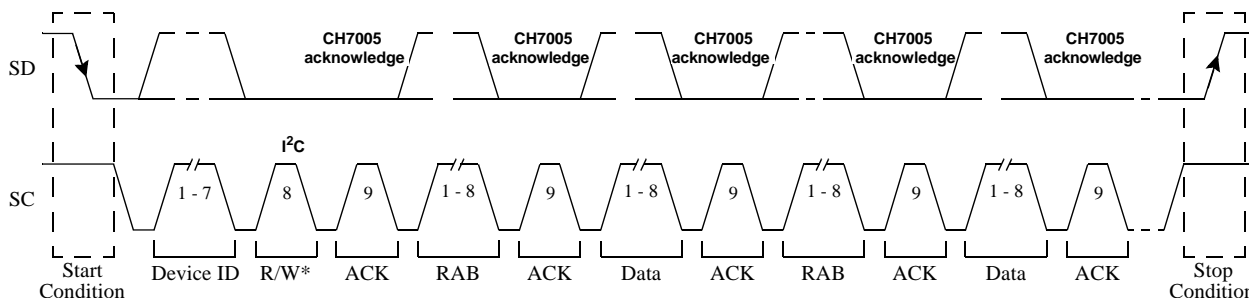 CH7005 acknowledge
CH7005 acknowledge
CH7005 acknowledge
CH7005 acknowledge
CH7005 acknowledge
SD
I²C
SC
1 - 7
8
9
1 - 8
9
1 - 8
9
1 - 8
9
1 - 8
9
Start Condition
Device ID
R/W*
ACK
RAB
ACK
Data
ACK
RAB
ACK
Data
ACK
Stop Condition